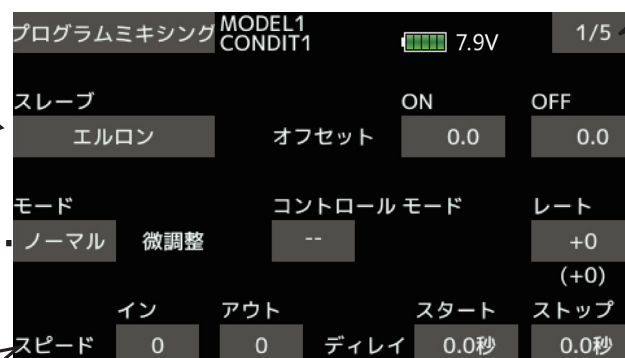 プログラムミキシング MODEL1 CONDIT1 7.9V 1/5
スレーブ ON OFF
エルロン オフセット 0.0 0.0
モード コントロール モード レート
ノーマル 微調整 -- +0
(+0)
イン アウト スタート ストップ
スピード 0 0 ディレイ 0.0秒 0.0秒